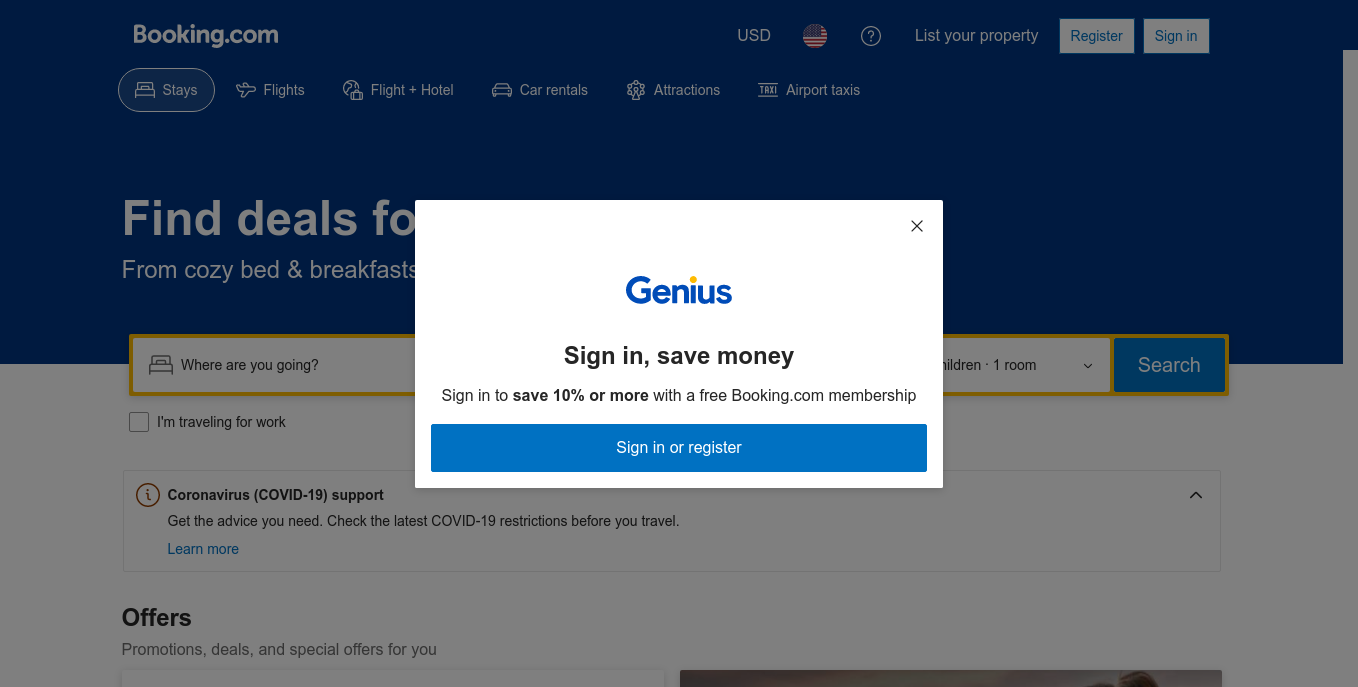 Booking.com
USD
List your property
Register
Sign in
Stays
Flights
Flight + Hotel
Car rentals
Attractions
TAXI
Airport taxis
Find deals fo
From cozy bed & breakfasts
Genius
Sign in, save money
Sign in to save 10% or more with a free Booking.com membership
Sign in or register
Where are you going?
hildren · 1 room
Search
I'm traveling for work
Coronavirus (COVID-19) support
Get the advice you need. Check the latest COVID-19 restrictions before you travel.
Learn more
Offers
Promotions, deals, and special offers for you